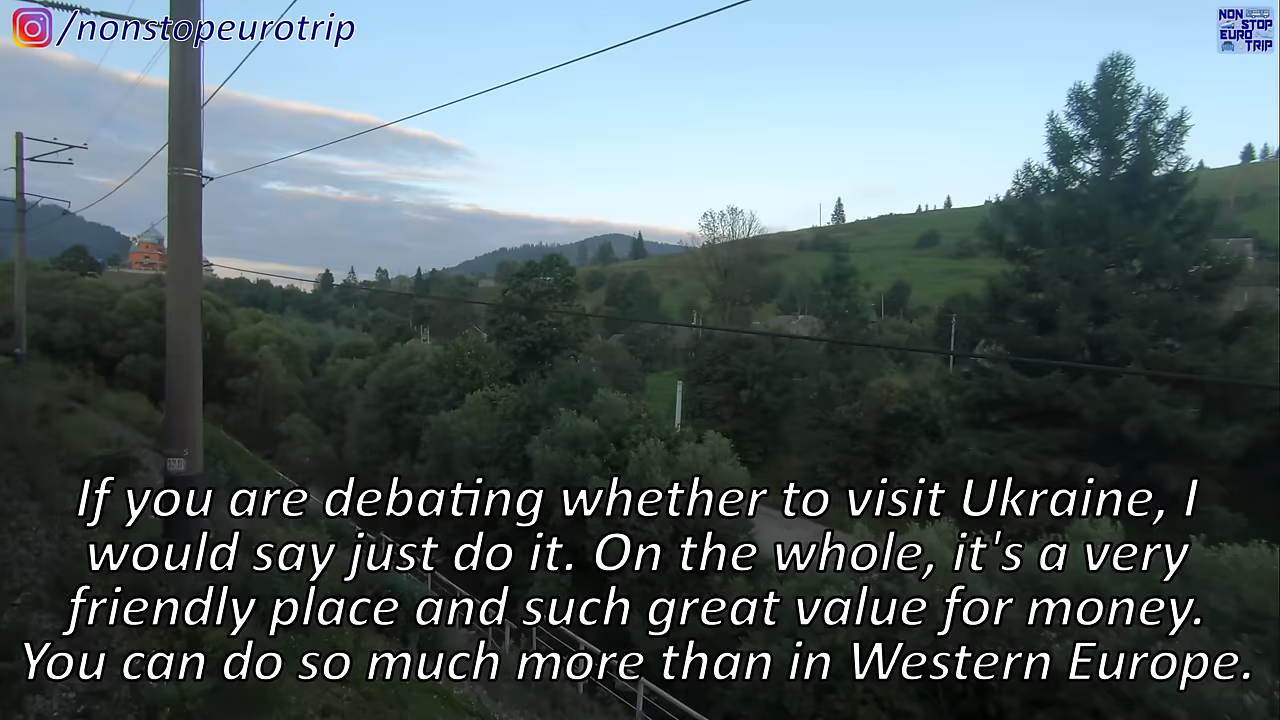 /nonstopeurotrip
NON
STOP
EURO
TRIP
If you are debating whether to visit Ukraine, I
would say just do it. On the whole, it's a very
friendly place and such great value for money.
You can do so much more than in Western Europe.